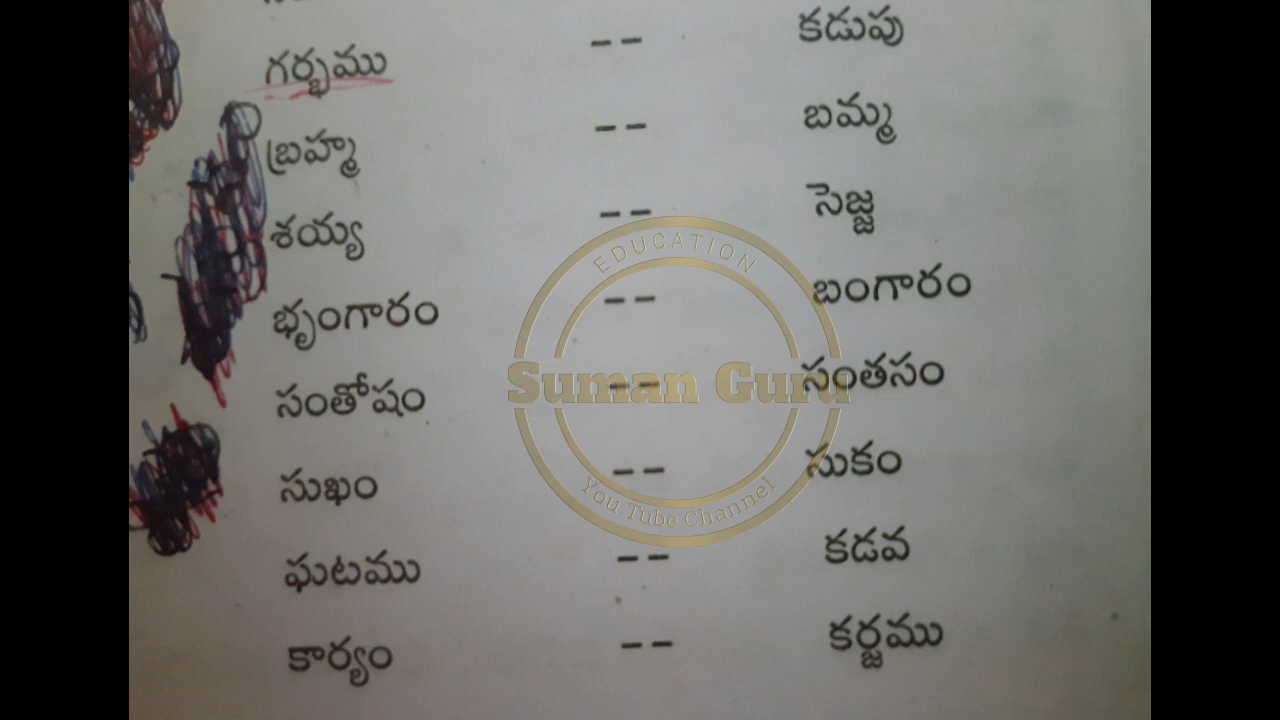 గర్భము -- కడుపు
బ్రహ్మ -- బమ్మ
శయ్య -- సెజ్జ
EDUCATION
భృంగారం -- బంగారం
సంతోషం -- సంతసం
Suman Guru
సుఖం -- సుకం
You Tube Channel
ఘటము -- కడవ
కార్యం -- కర్జము